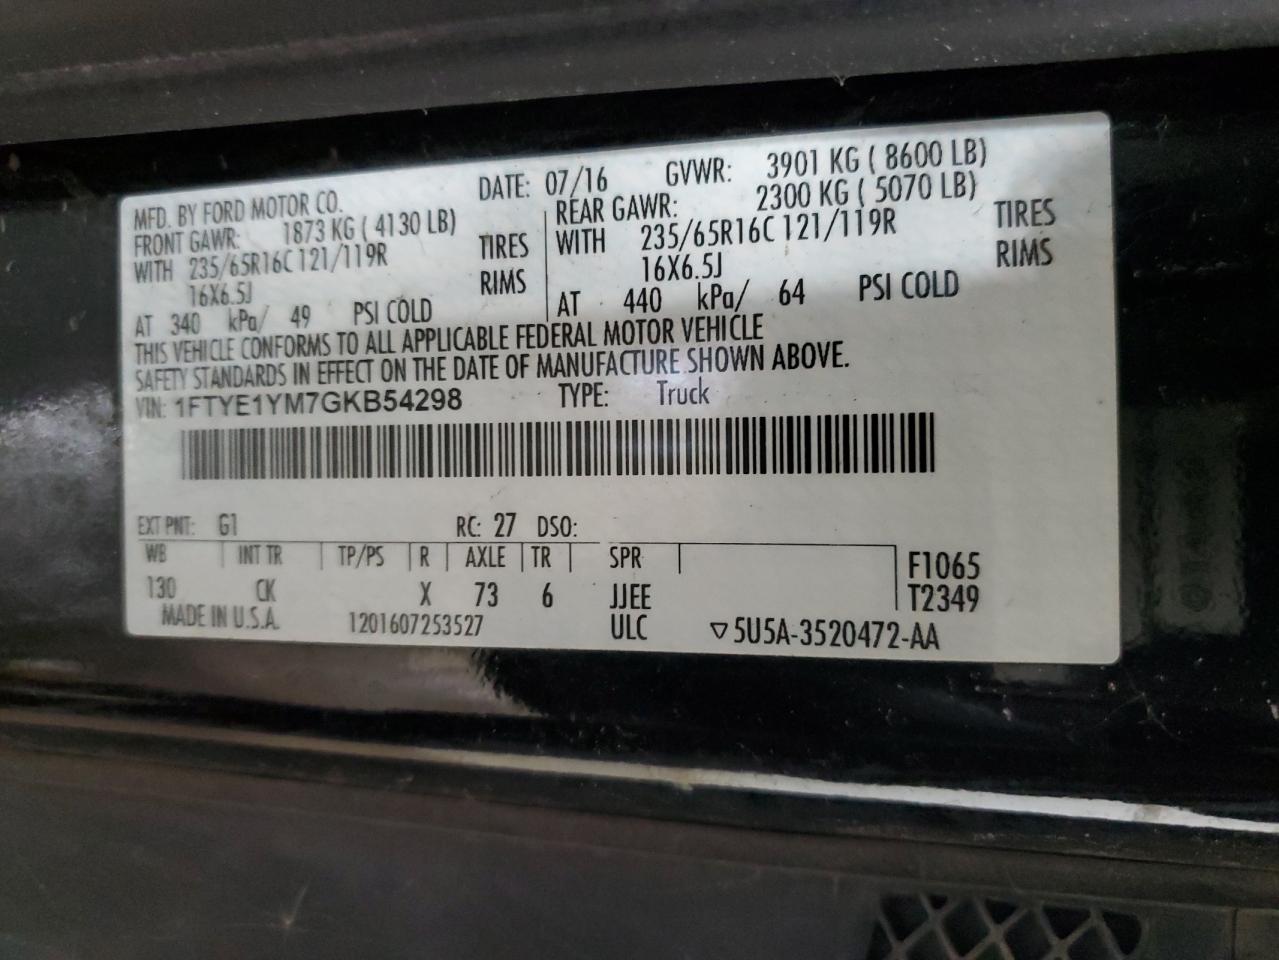 MFD. BY FORD MOTOR CO. DATE: 07/16 GVWR: 3901 KG ( 8600 LB)
FRONT GAWR: 1873 KG ( 4130 LB) REAR GAWR: 2300 KG ( 5070 LB)
WITH 235/65R16C 121/119R TIRES WITH 235/65R16C 121/119R TIRES
16X6.5J RIMS 16X6.5J RIMS
AT 340 kPa/ 49 PSI COLD AT 440 kPa/ 64 PSI COLD
THIS VEHICLE CONFORMS TO ALL APPLICABLE FEDERAL MOTOR VEHICLE
SAFETY STANDARDS IN EFFECT ON THE DATE OF MANUFACTURE SHOWN ABOVE.
VIN: 1FTYE1YM7GKB54298 TYPE: Truck
EXT PNT: G1 RC: 27 DSO:
WB INT TR TP/PS R AXLE TR SPR F1065
130 CK X 73 6 JJEE T2349
MADE IN U.S.A. 1201607253527 ULC ▽5U5A-3520472-AA